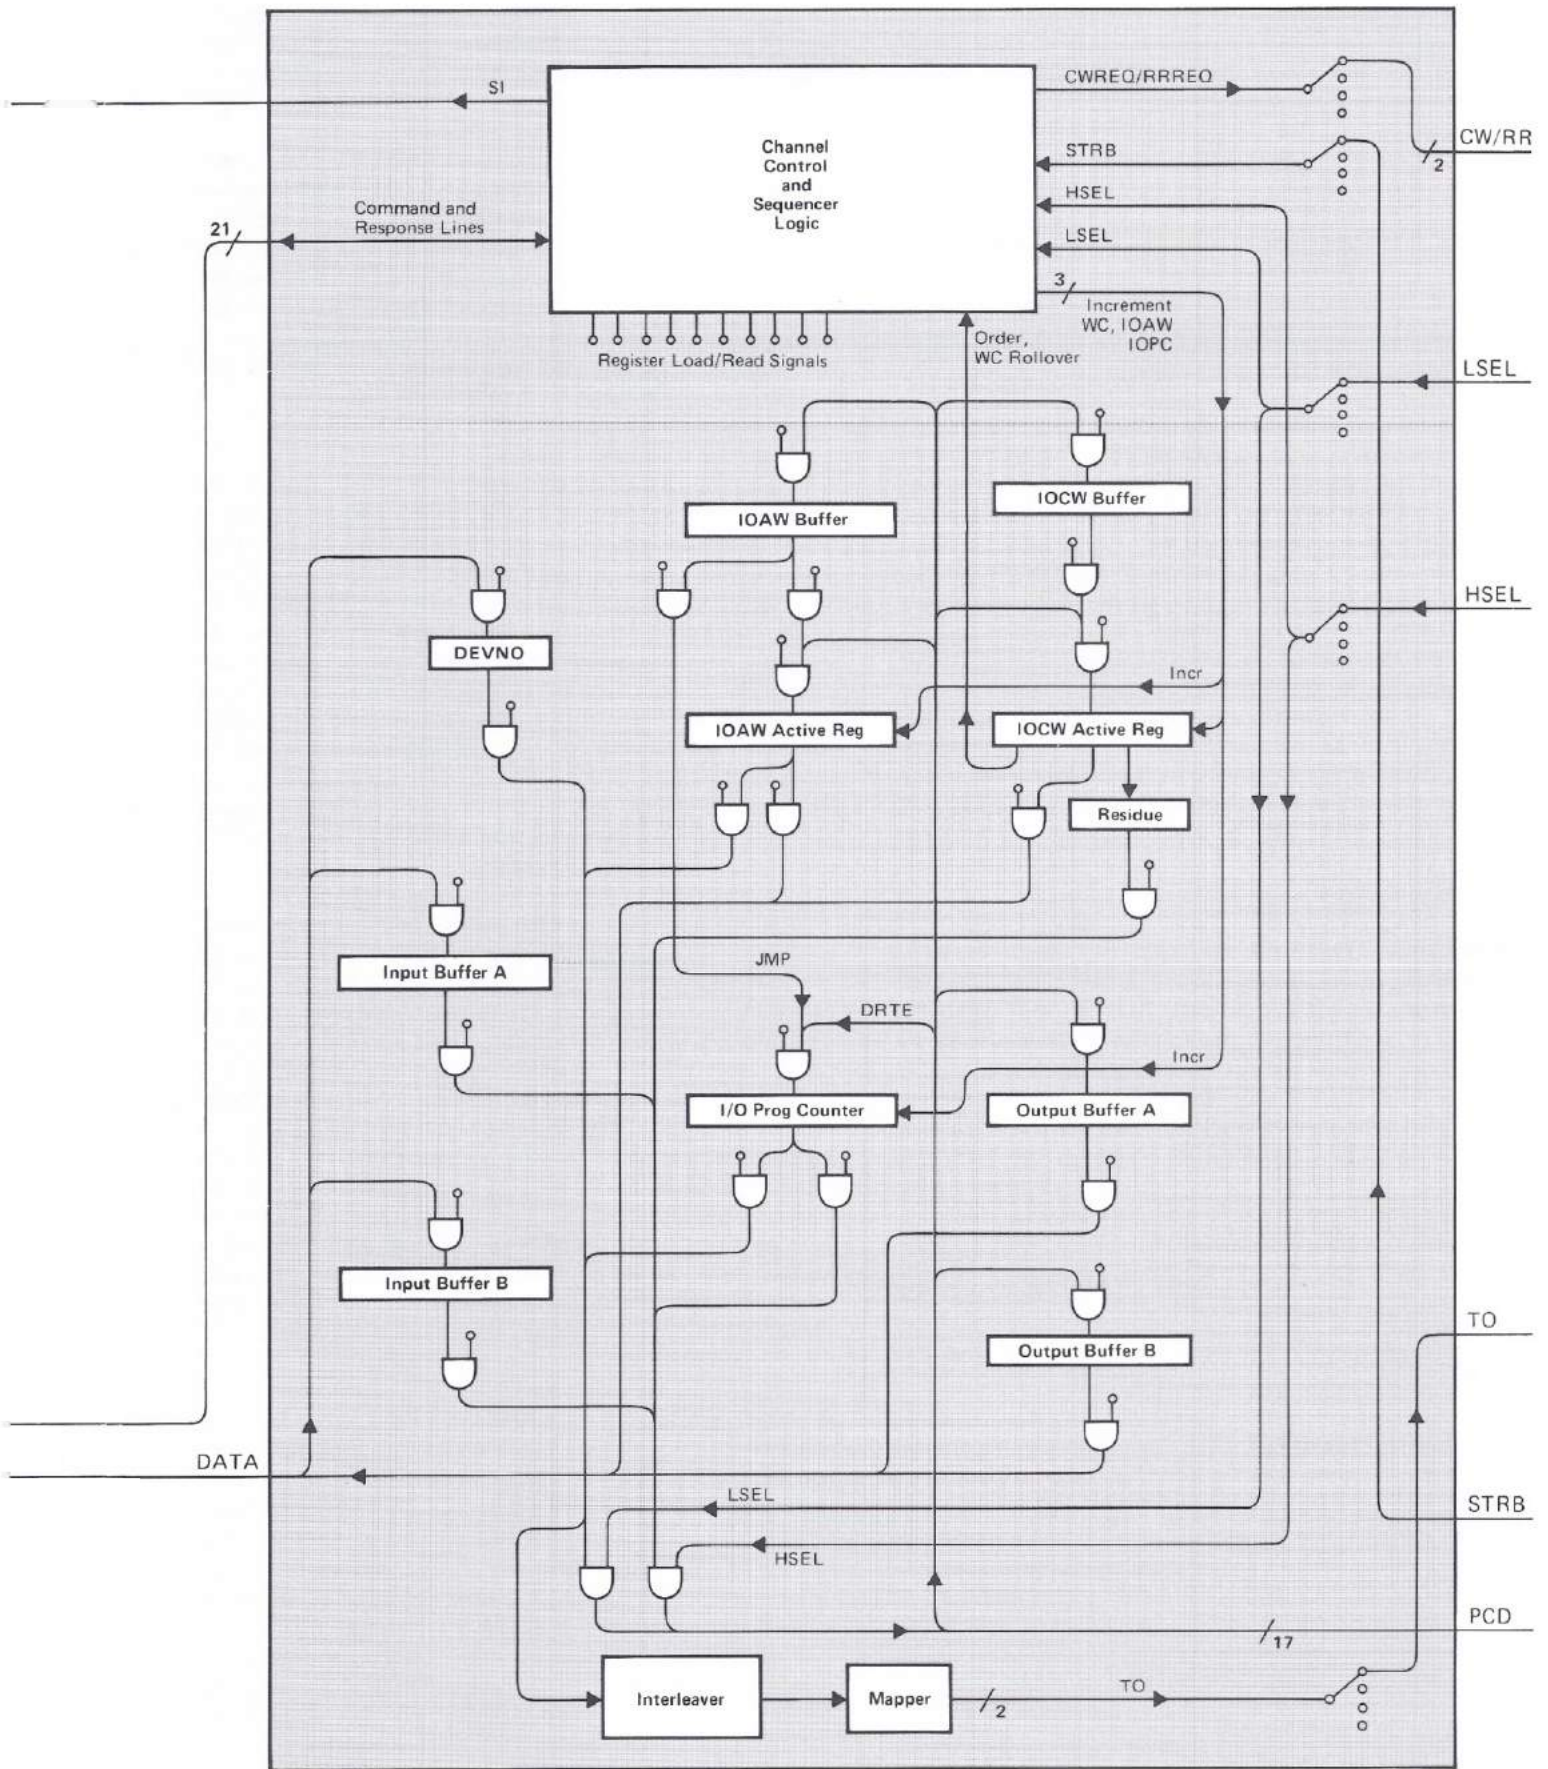 SI
CWREQ/RRREQ
CW/RR
2
STRB
Channel
Control
and
Sequencer
Logic
HSEL
LSEL
21
Command and
Response Lines
3
Increment
WC, IOAW
IOPC
Order,
WC Rollover
Register Load/Read Signals
LSEL
IOCW Buffer
IOAW Buffer
HSEL
DEVNO
Incr
IOAW Active Reg
IOCW Active Reg
Residue
JMP
Input Buffer A
DRTE
Incr
I/O Prog Counter
Output Buffer A
Input Buffer B
TO
Output Buffer B
DATA
LSEL
STRB
HSEL
PCD
17
Interleaver
Mapper
2
TO